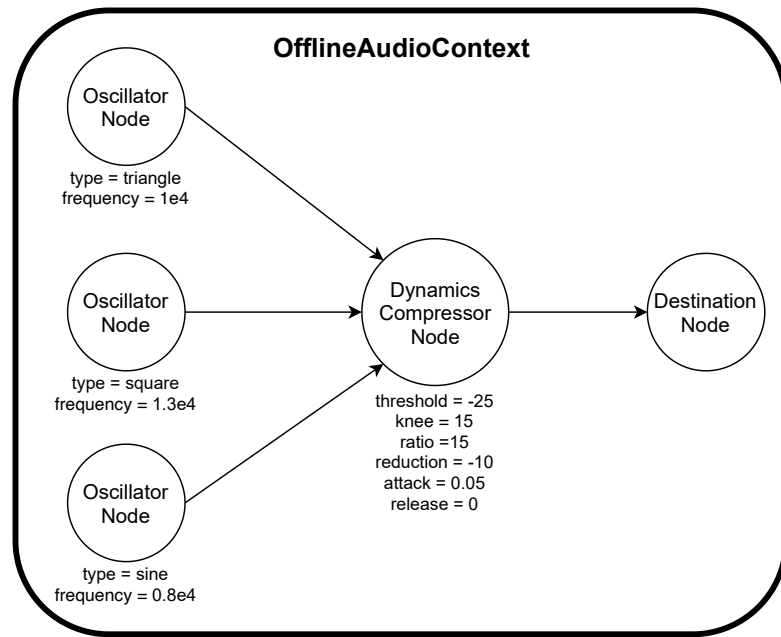 OfflineAudioContext
Oscillator
Node
type = triangle
frequency = 1e4
Oscillator
Node
type = square
frequency = 1.3e4
Oscillator
Node
type = sine
frequency = 0.8e4
Dynamics
Compressor
Node
threshold = -25
knee = 15
ratio =15
reduction = -10
attack = 0.05
release = 0
Destination
Node